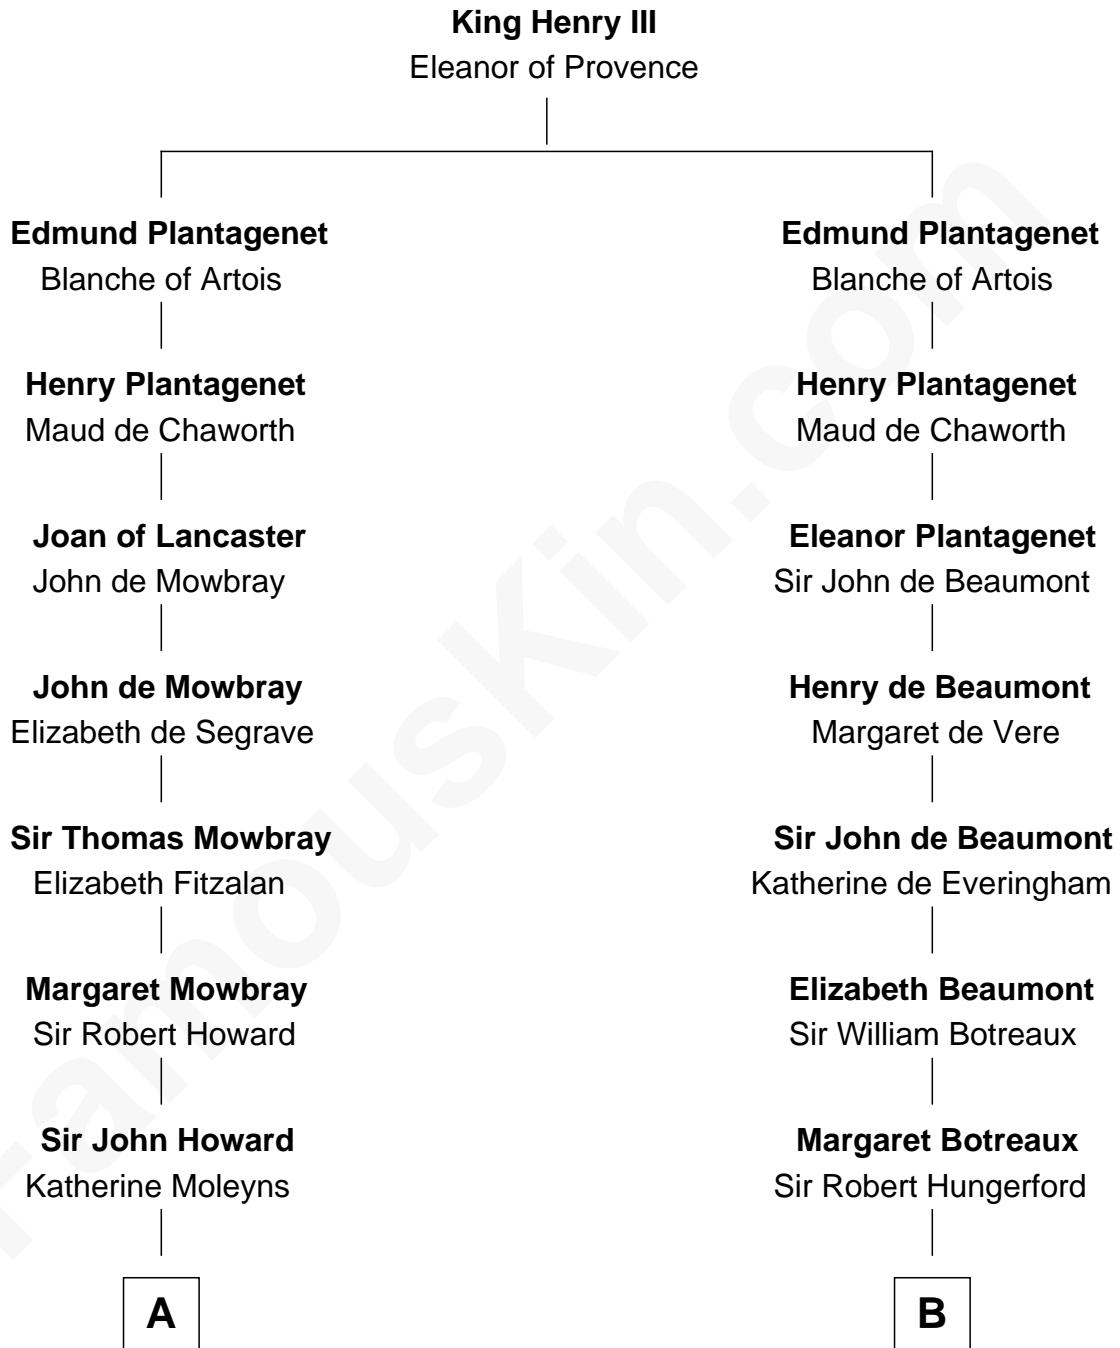 King Henry III
Eleanor of Provence
Edmund Plantagenet
Blanche of Artois
Edmund Plantagenet
Blanche of Artois
Henry Plantagenet
Maud de Chaworth
Henry Plantagenet
Maud de Chaworth
Joan of Lancaster
John de Mowbray
Eleanor Plantagenet
Sir John de Beaumont
John de Mowbray
Elizabeth de Segrave
Henry de Beaumont
Margaret de Vere
Sir Thomas Mowbray
Elizabeth Fitzalan
Sir John de Beaumont
Katherine de Everingham
Margaret Mowbray
Sir Robert Howard
Elizabeth Beaumont
Sir William Botreaux
Sir John Howard
Katherine Moleyns
Margaret Botreaux
Sir Robert Hungerford
A
B
FamousKin.com